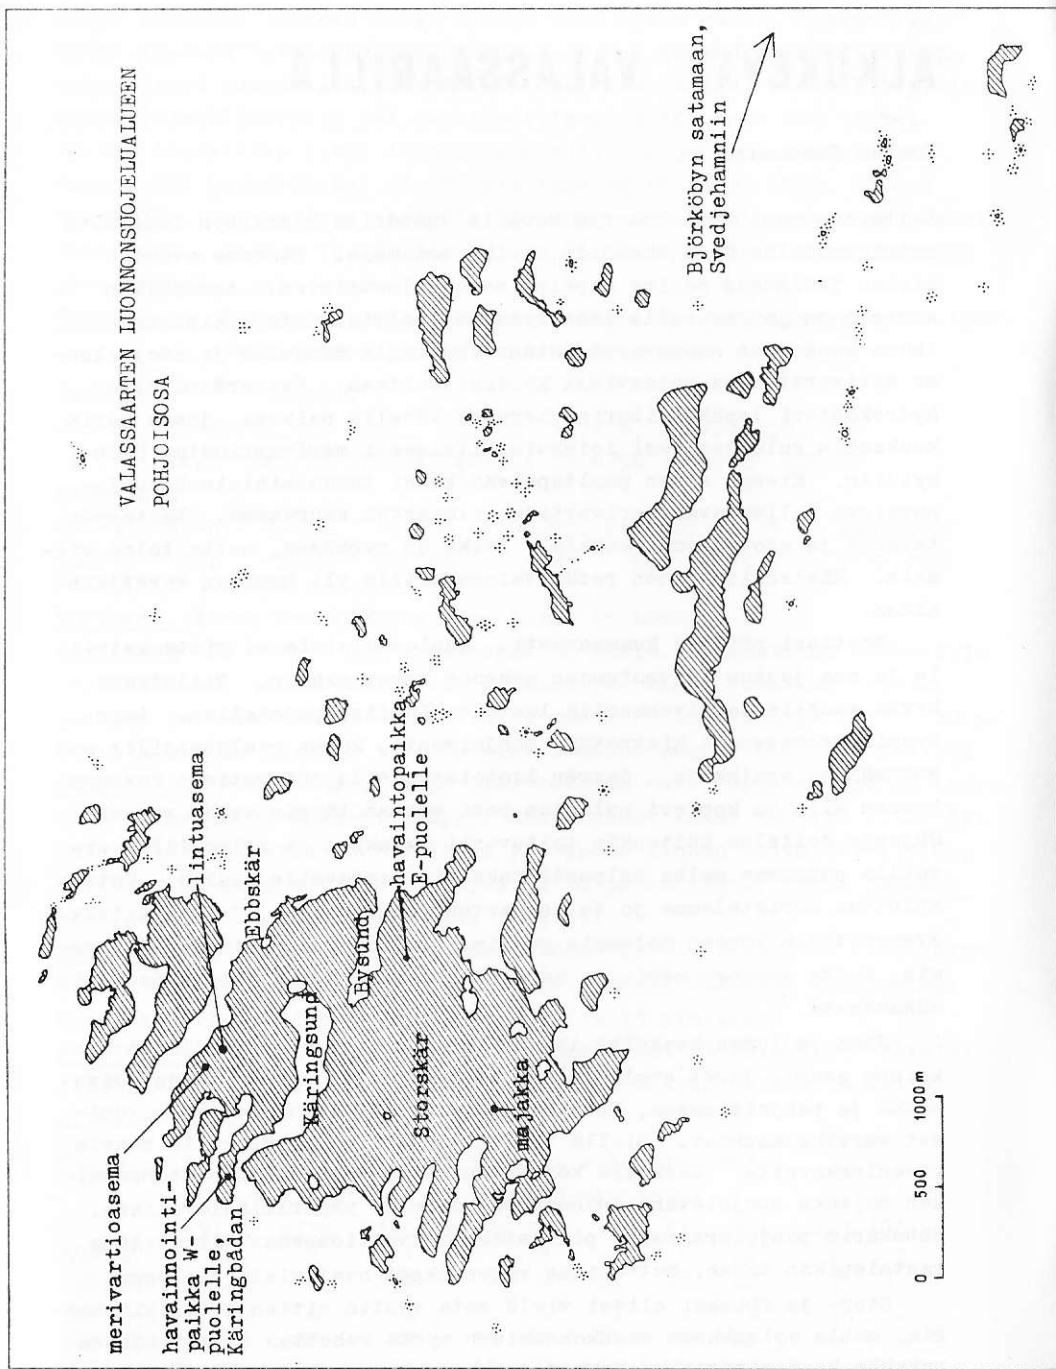 VALASSAARTEN LUONNONSUOJELUALUEEN
POHJOISOSA
merivartioasema
havainnointi-
paikka W-
puolelle,
Käringbådan
lintuasema
Ebbskär
Käringsund
Bysund
havaintopaikka
E-puolelle
Storskär
majakka
Björköbyn satamaan,
Svedjehamniin
0 500 1000 m